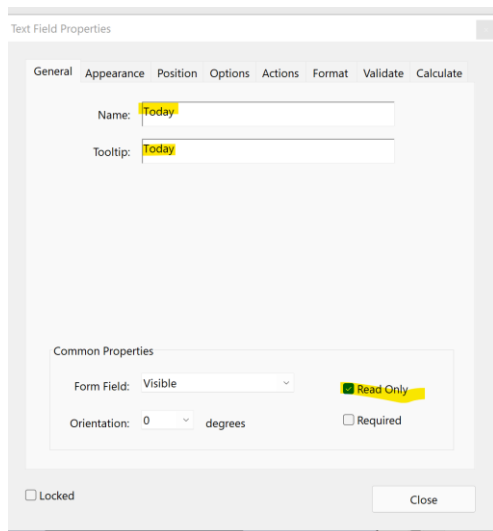 Text Field Properties
General Appearance Position Options Actions Format Validate Calculate
Name: Today
Tooltip: Today
Common Properties
Form Field: Visible
Read Only
Orientation: 0 degrees
Required
Locked
Close